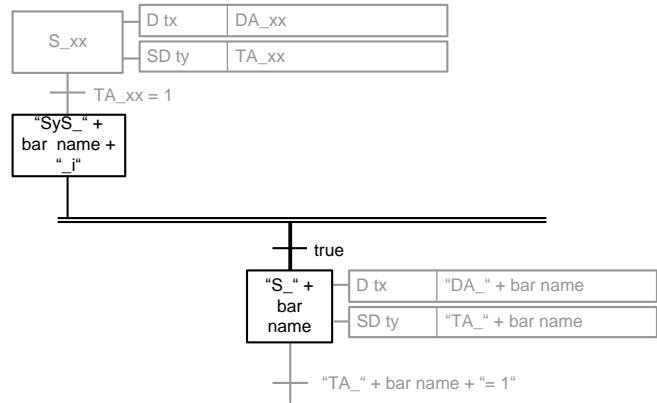 S_xx
D tx
DA_xx
SD ty
TA_xx
TA_xx = 1
“SyS_“ +
bar name +
“_i“
true
“S_“ +
bar
name
D tx
“DA_“ + bar name
SD ty
“TA_“ + bar name
“TA_“ + bar name + “= 1“